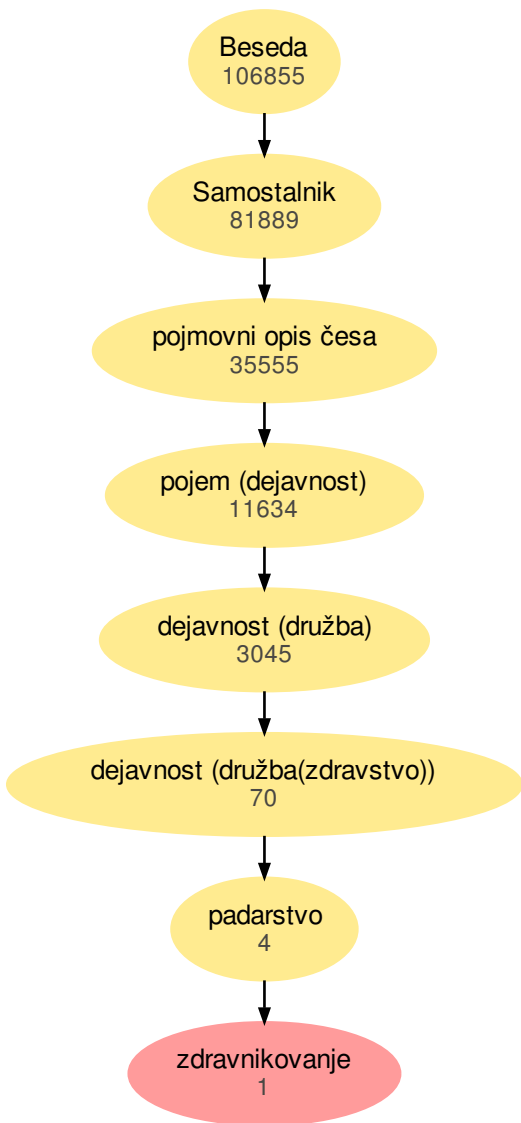 Beseda
106855
Samostalnik
81889
pojmovni opis česa
35555
pojem (dejavnost)
11634
dejavnost (družba)
3045
dejavnost (družba(zdravstvo))
70
padarstvo
4
zdravnikovanje
1